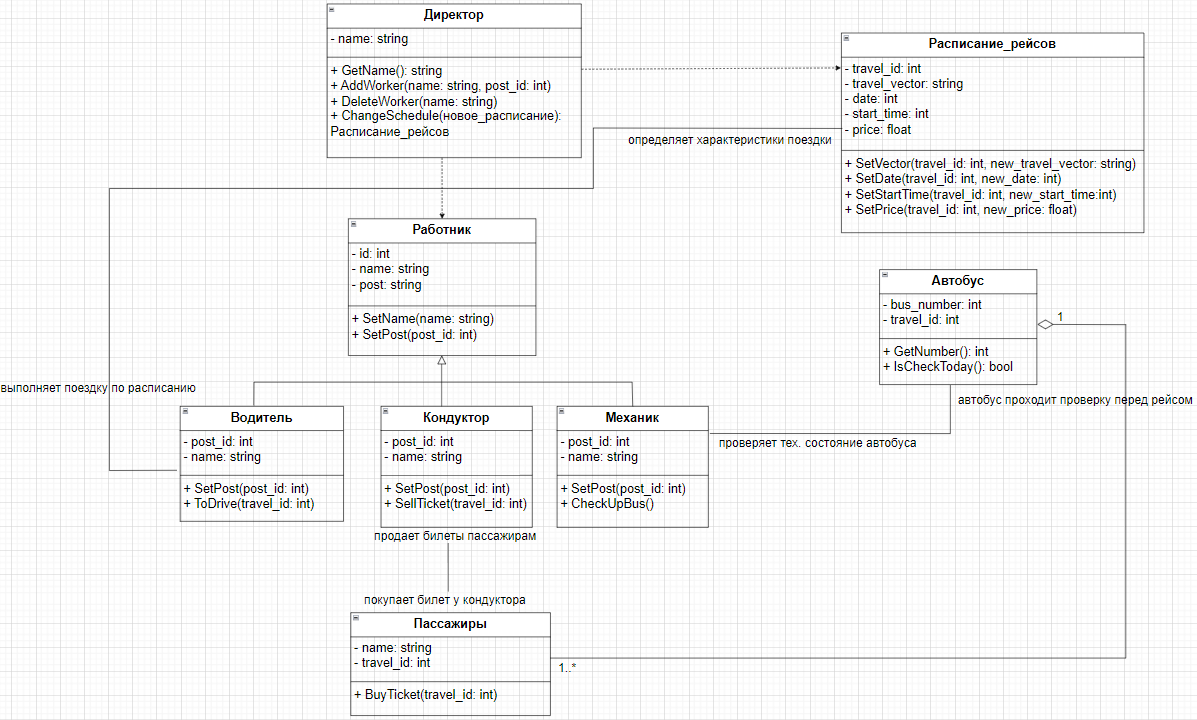 Директор
- name: string
+ GetName(): string
+ AddWorker(name: string, post_id: int)
+ DeleteWorker(name: string)
+ ChangeSchedule(новое_расписание):
Расписание_рейсов
Расписание_рейсов
- travel_id: int
- travel_vector: string
- date: int
- start_time: int
- price: float
+ SetVector(travel_id: int, new_travel_vector: string)
+ SetDate(travel_id: int, new_date: int)
+ SetStartTime(travel_id: int, new_start_time:int)
+ SetPrice(travel_id: int, new_price: float)
определяет характеристики поездки
Работник
- id: int
- name: string
- post: string
+ SetName(name: string)
+ SetPost(post_id: int)
Автобус
- bus_number: int
- travel_id: int
+ GetNumber(): int
+ IsCheckToday(): bool
1
выполняет поездку по расписанию
автобус проходит проверку перед рейсом
Водитель
- post_id: int
- name: string
+ SetPost(post_id: int)
+ ToDrive(travel_id: int)
Кондуктор
- post_id: int
- name: string
+ SetPost(post_id: int)
+ SellTicket(travel_id: int)
Механик
- post_id: int
- name: string
+ SetPost(post_id: int)
+ CheckUpBus()
проверяет тех. состояние автобуса
продает билеты пассажирам
покупает билет у кондуктора
Пассажиры
- name: string
- travel_id: int
+ BuyTicket(travel_id: int)
1..*